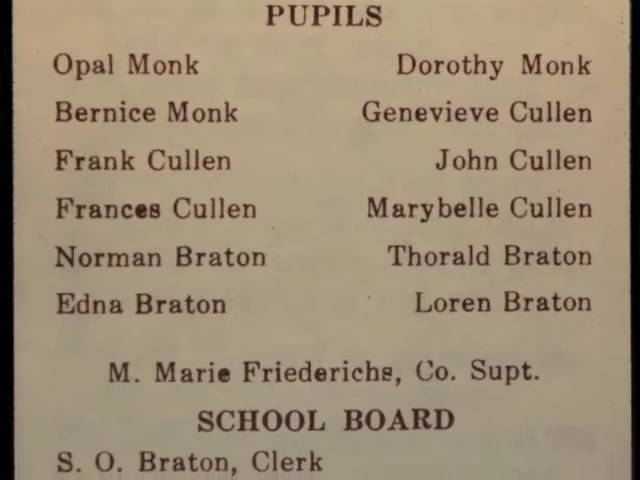 PUPILS
Opal Monk Dorothy Monk
Bernice Monk Genevieve Cullen
Frank Cullen John Cullen
Frances Cullen Marybelle Cullen
Norman Braton Thorald Braton
Edna Braton Loren Braton
M. Marie Friederichs, Co. Supt.
SCHOOL BOARD
S. O. Braton, Clerk